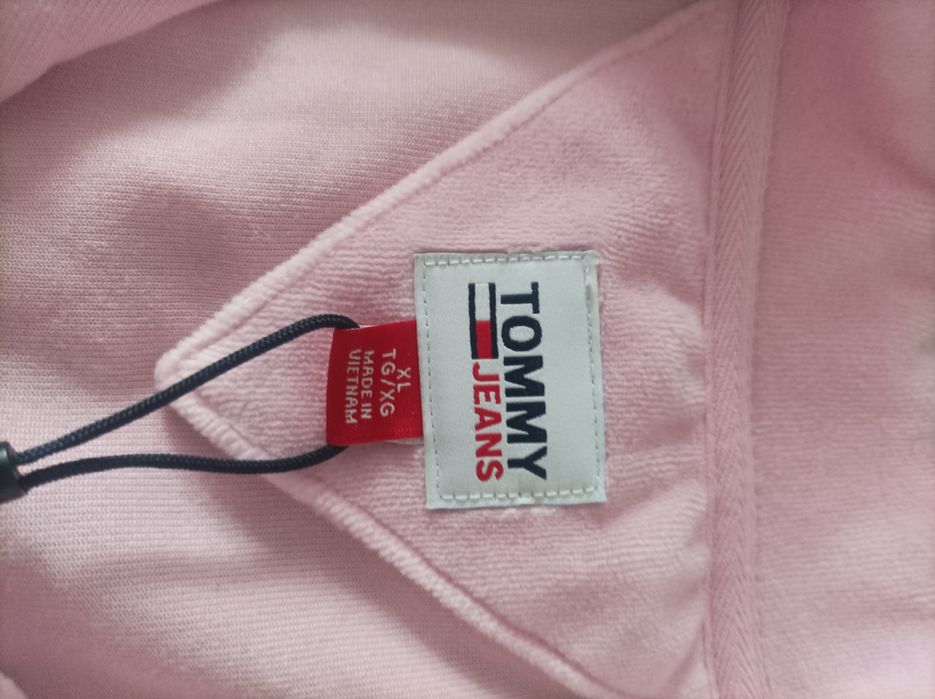 TOMMY
JEANS
XL
TG/XG
MADE IN
VIETNAM